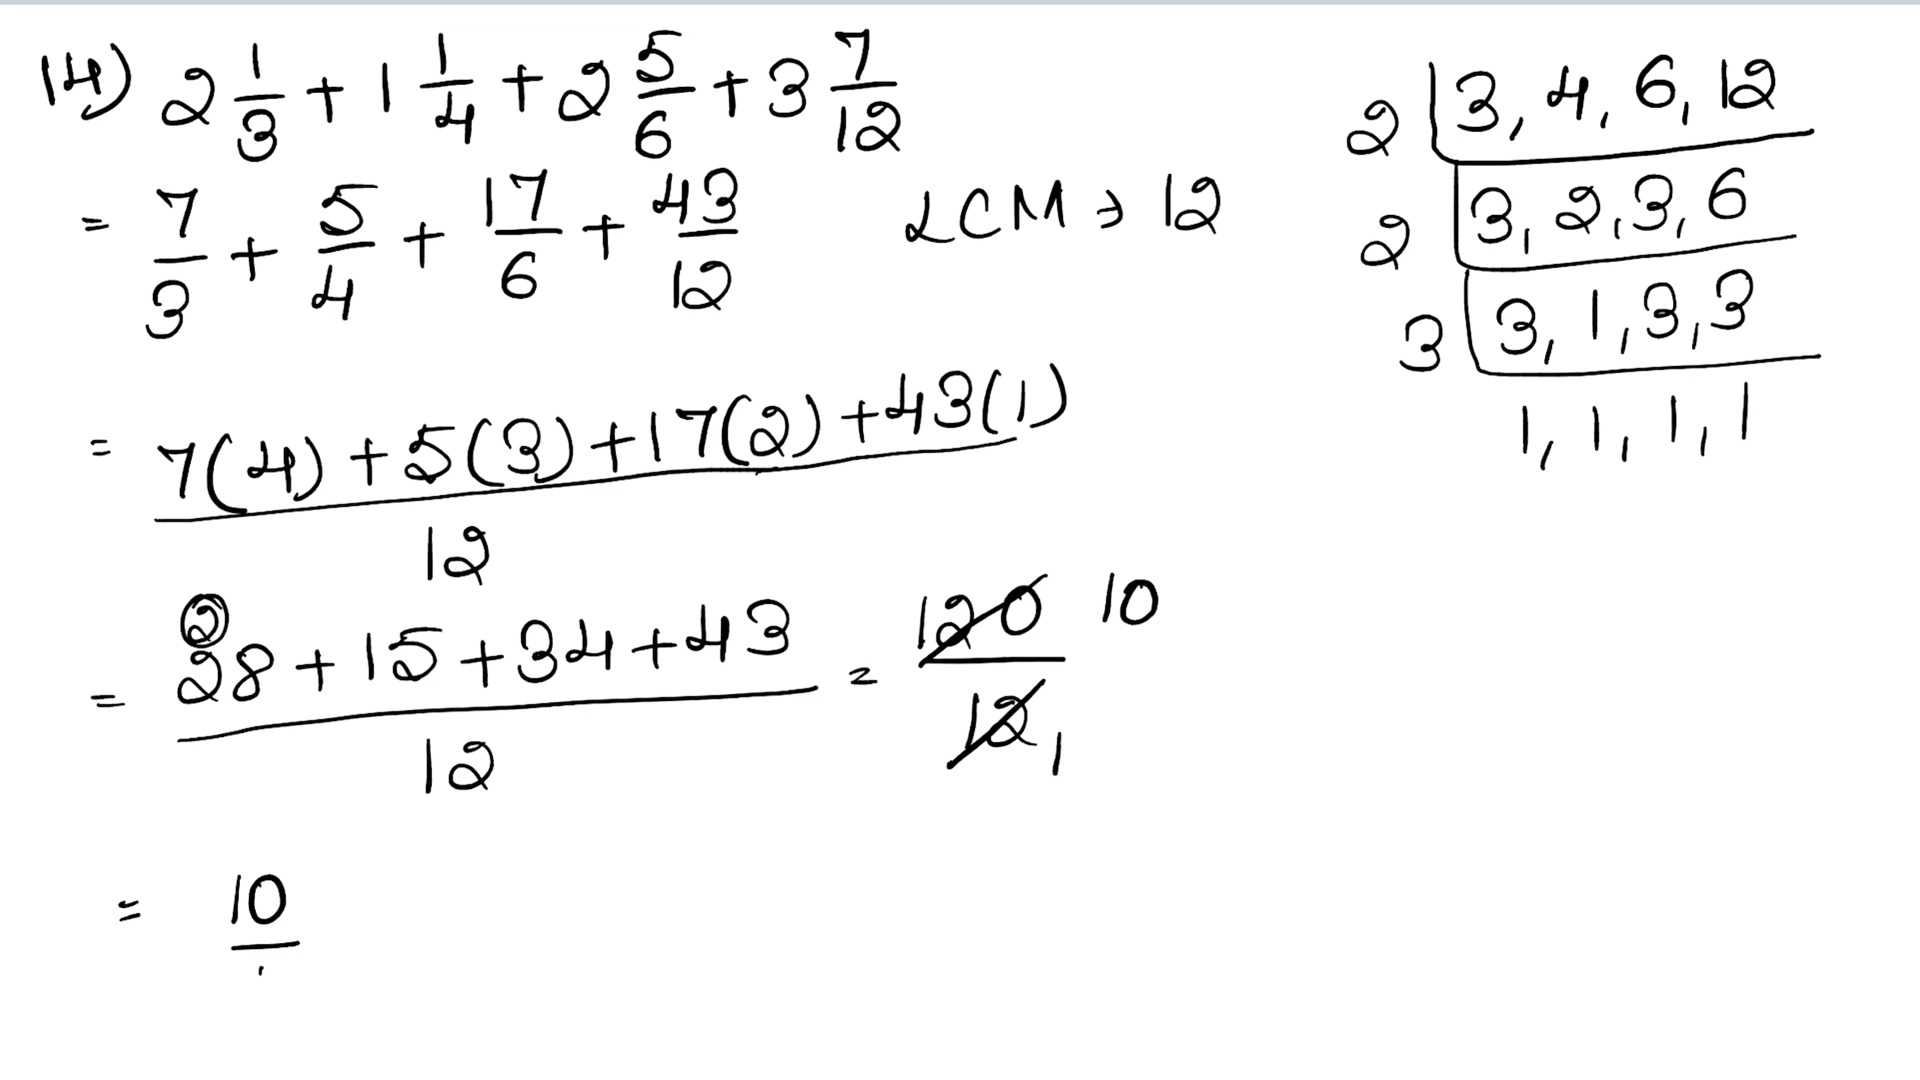 14) 2 1/3 + 1 1/4 + 2 5/6 + 3 7/12
= 7/3 + 5/4 + 17/6 + 43/12
LCM → 12
= 7(4) + 5(3) + 17(2) + 43(1) / 12
2
= 28 + 15 + 34 + 43 / 12 = 120/12 10 1
= 10/
2 | 3, 4, 6, 12
2 | 3, 2, 3, 6
3 | 3, 1, 3, 3
1, 1, 1, 1